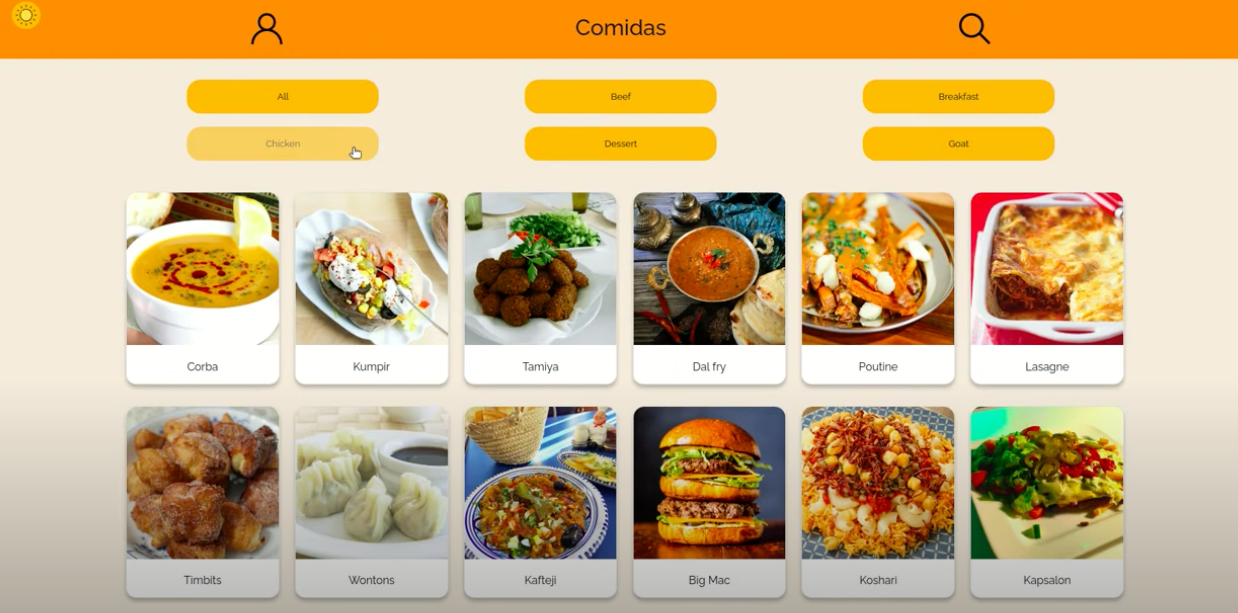 Comidas
All
Beef
Breakfast
Chicken
Dessert
Goat
Corba
Kumpir
Tamiya
Dal fry
Poutine
Lasagne
Timbits
Wontons
Kafteji
Big Mac
Koshari
Kapsalon